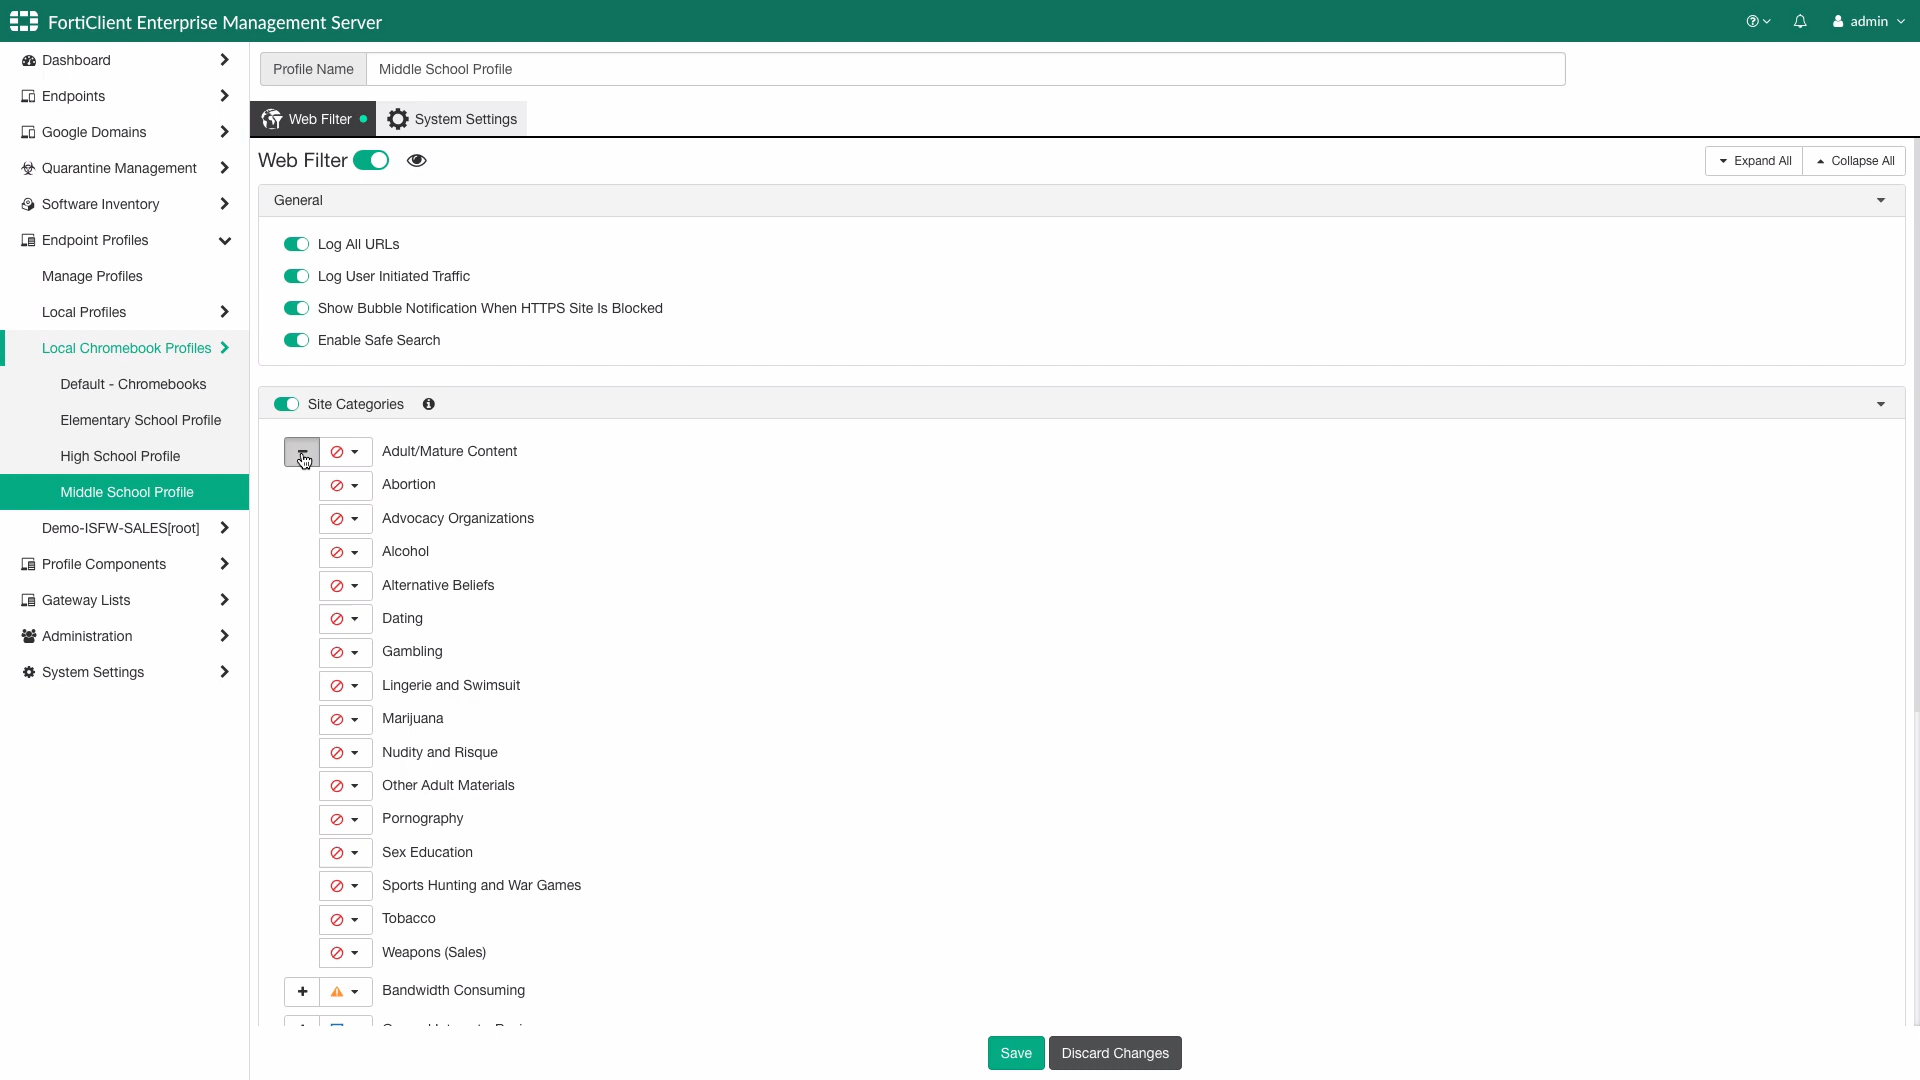 FortiClient Enterprise Management Server
admin
Dashboard
Endpoints
Google Domains
Quarantine Management
Software Inventory
Endpoint Profiles
Manage Profiles
Local Profiles
Local Chromebook Profiles
Default - Chromebooks
Elementary School Profile
High School Profile
Middle School Profile
Demo-ISFW-SALES[root]
Profile Components
Gateway Lists
Administration
System Settings
Profile Name Middle School Profile
Web Filter System Settings
Web Filter
Expand All Collapse All
General
Log All URLs
Log User Initiated Traffic
Show Bubble Notification When HTTPS Site Is Blocked
Enable Safe Search
Site Categories
Adult/Mature Content
Abortion
Advocacy Organizations
Alcohol
Alternative Beliefs
Dating
Gambling
Lingerie and Swimsuit
Marijuana
Nudity and Risque
Other Adult Materials
Pornography
Sex Education
Sports Hunting and War Games
Tobacco
Weapons (Sales)
Bandwidth Consuming
Save Discard Changes